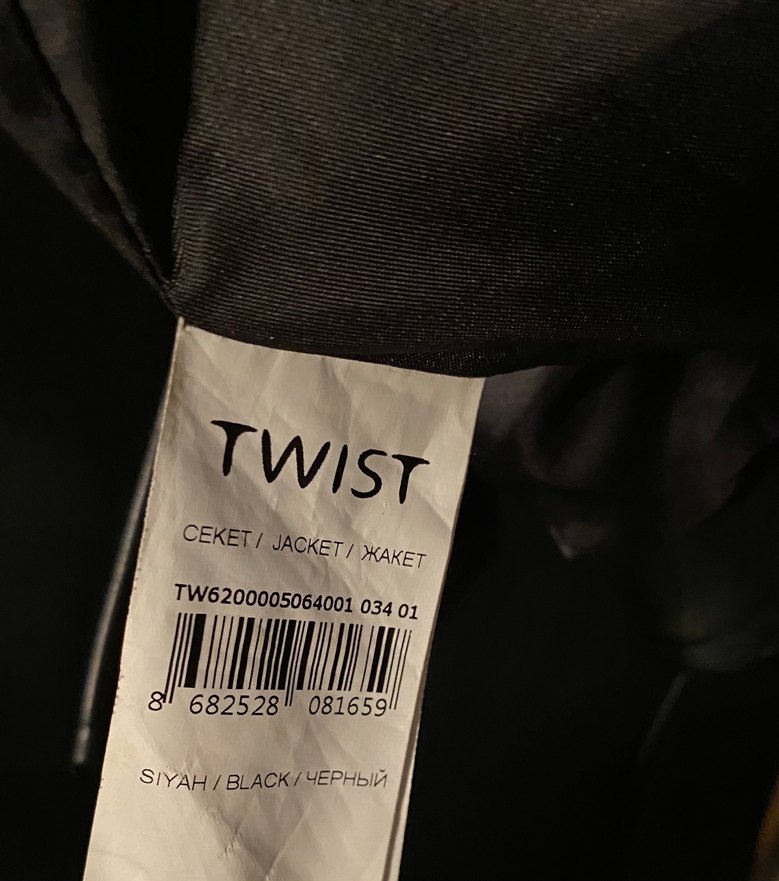 TWIST
CEKET / JACKET / ЖАКЕТ
TW6200005064001 034 01
8 682528 081659
SIYAH / BLACK / ЧЕРНЫЙ